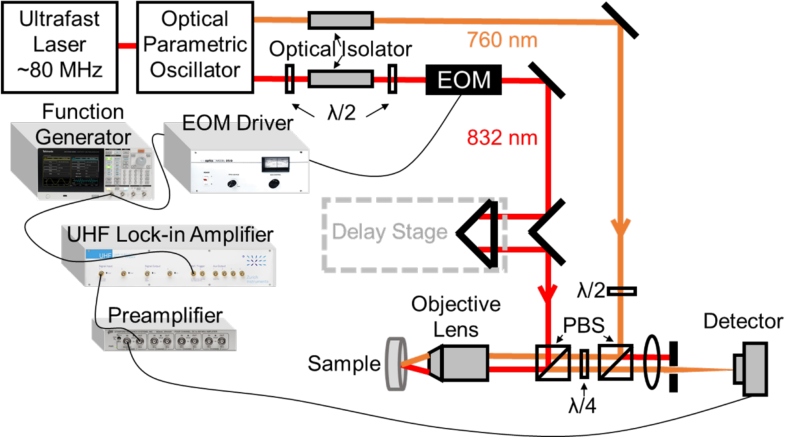 Ultrafast
Laser
~80 MHz
Optical
Parametric
Oscillator
Optical Isolator
760 nm
EOM
λ/2
832 nm
Function
Generator
EOM Driver
Delay Stage
UHF Lock-in Amplifier
UHF
λ/2
Preamplifier
Objective
Lens
PBS
Detector
Sample
λ/4